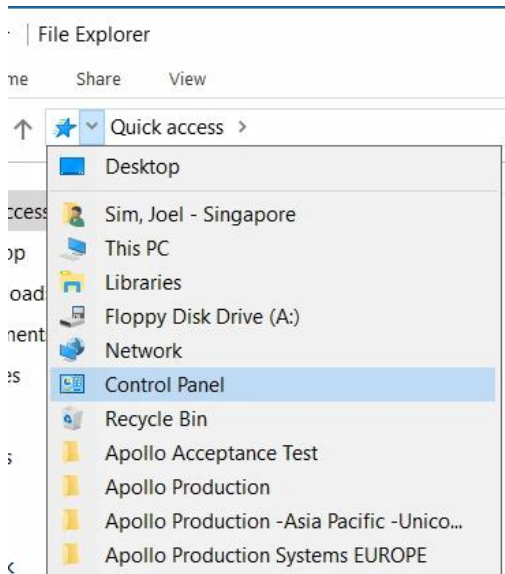 File Explorer
me Share View
Quick access >
Desktop
Sim, Joel - Singapore
This PC
Libraries
Floppy Disk Drive (A:)
Network
Control Panel
Recycle Bin
Apollo Acceptance Test
Apollo Production
Apollo Production -Asia Pacific -Unico...
Apollo Production Systems EUROPE